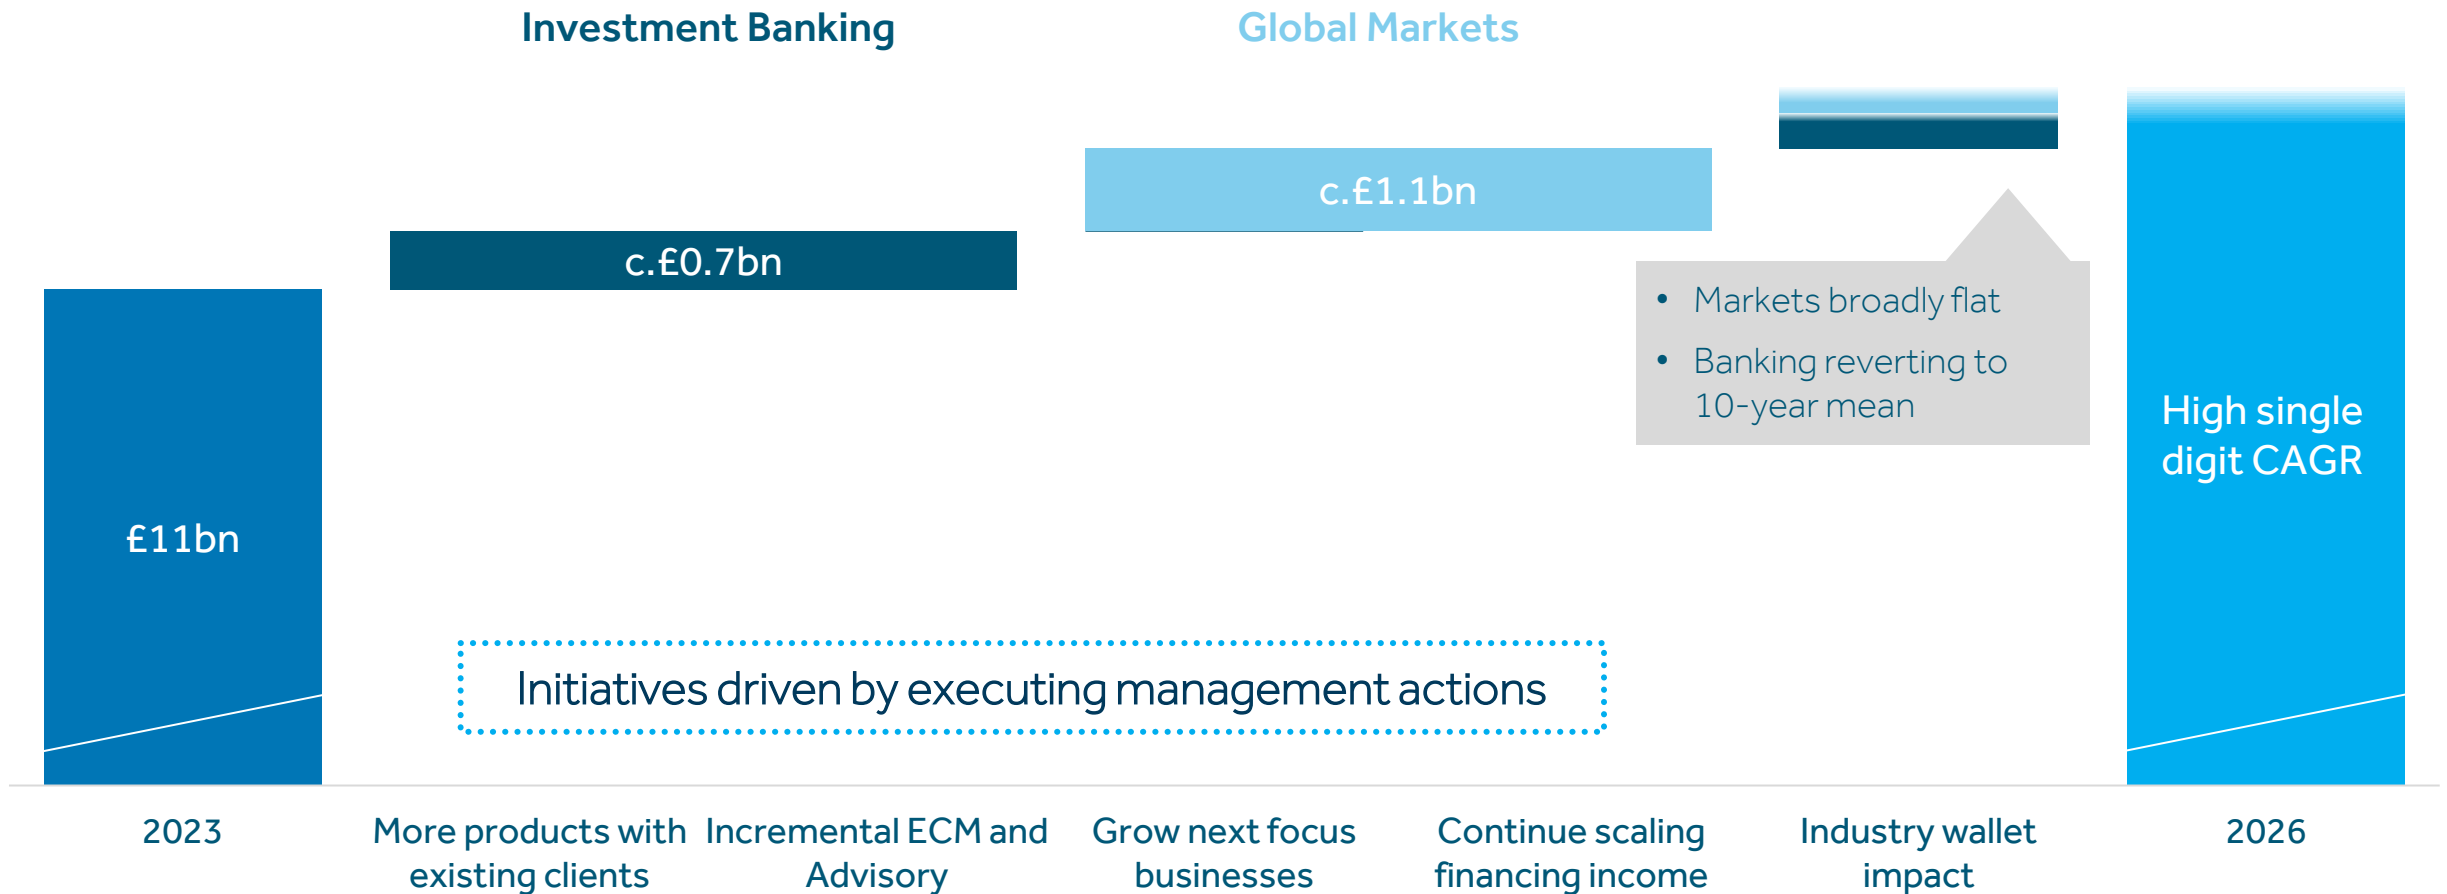 Investment Banking
Global Markets
c.£1.1bn
c.£0.7bn
• Markets broadly flat
• Banking reverting to
10-year mean
£11bn
High single
digit CAGR
Initiatives driven by executing management actions
2023
More products with
existing clients
Incremental ECM and
Advisory
Grow next focus
businesses
Continue scaling
financing income
Industry wallet
impact
2026